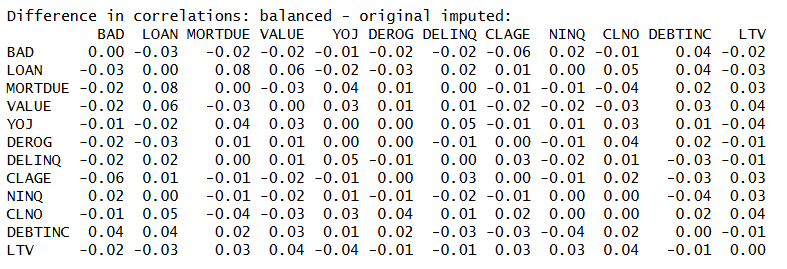 Difference in correlations: balanced - original imputed:
BAD LOAN MORTDUE VALUE YOJ DEROG DELINQ CLAGE NINQ CLNO DEBTINC LTV
BAD 0.00 -0.03 -0.02 -0.02 -0.01 -0.02 -0.02 -0.06 0.02 -0.01 0.04 -0.02
LOAN -0.03 0.00 0.08 0.06 -0.02 -0.03 0.02 0.01 0.00 0.05 0.04 -0.03
MORTDUE -0.02 0.08 0.00 -0.03 0.04 0.01 0.00 -0.01 -0.01 -0.04 0.02 0.03
VALUE -0.02 0.06 -0.03 0.00 0.03 0.01 0.01 -0.02 -0.02 -0.03 0.03 0.04
YOJ -0.01 -0.02 0.04 0.03 0.00 0.00 0.05 -0.01 0.01 0.03 0.01 -0.04
DEROG -0.02 -0.03 0.01 0.01 0.00 0.00 -0.01 0.00 -0.01 0.04 0.02 -0.01
DELINQ -0.02 0.02 0.00 0.01 0.05 -0.01 0.00 0.03 -0.02 0.01 -0.03 -0.01
CLAGE -0.06 0.01 -0.01 -0.02 -0.01 0.00 0.03 0.00 -0.01 0.02 -0.03 0.03
NINQ 0.02 0.00 -0.01 -0.02 0.01 -0.01 -0.02 -0.01 0.00 0.00 -0.04 0.03
CLNO -0.01 0.05 -0.04 -0.03 0.03 0.04 0.01 0.02 0.00 0.00 0.02 0.04
DEBTINC 0.04 0.04 0.02 0.03 0.01 0.02 -0.03 -0.03 -0.04 0.02 0.00 -0.01
LTV -0.02 -0.03 0.03 0.04 -0.04 -0.01 -0.01 0.03 0.03 0.04 -0.01 0.00